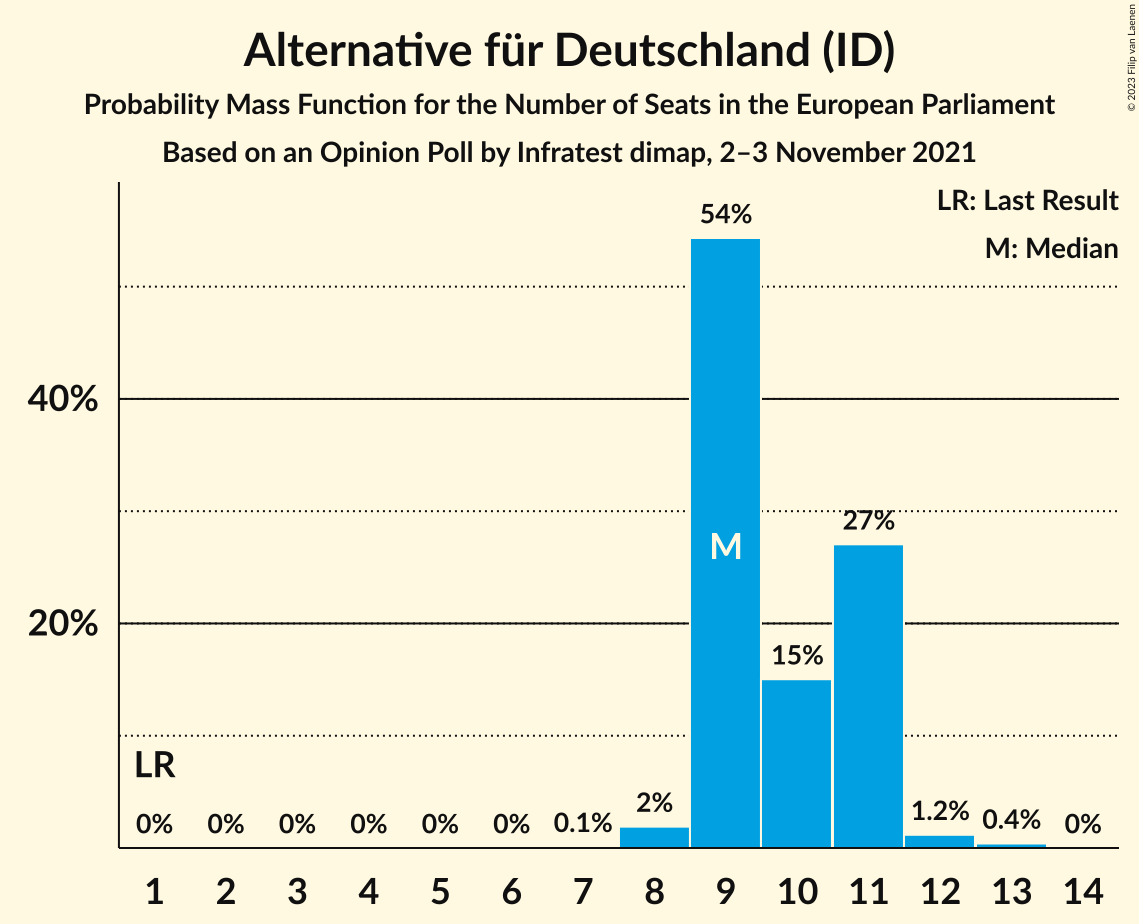 Alternative für Deutschland (ID)
Probability Mass Function for the Number of Seats in the European Parliament
Based on an Opinion Poll by Infratest dimap, 2–3 November 2021
© 2023 Filip van Laenen
LR: Last Result
M: Median
54%
40%
27%
M
20%
15%
LR
0% 0% 0% 0% 0% 0% 0.1% 2% 1.2% 0.4% 0%
1 2 3 4 5 6 7 8 9 10 11 12 13 14